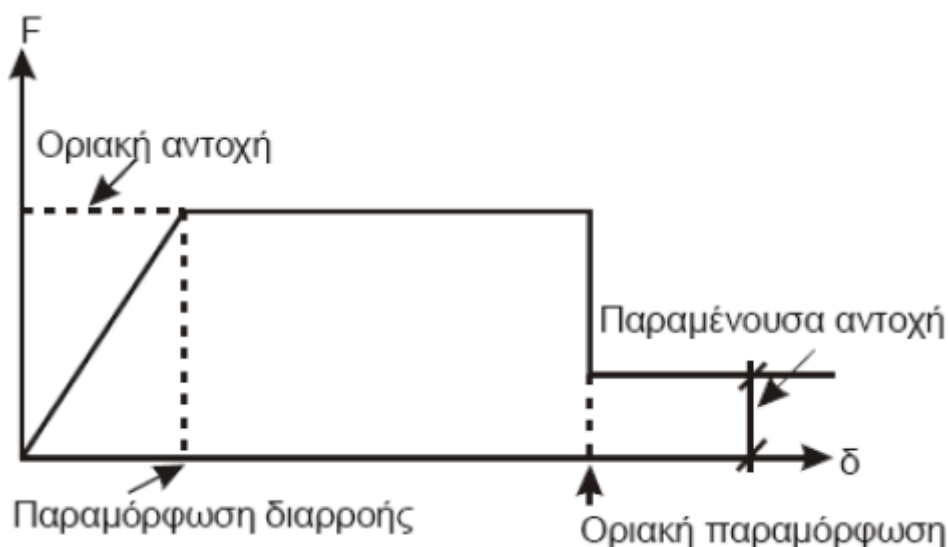 F
Οριακή αντοχή
Παραμένουσα αντοχή
δ
Παραμόρφωση διαρροής
Οριακή παραμόρφωση